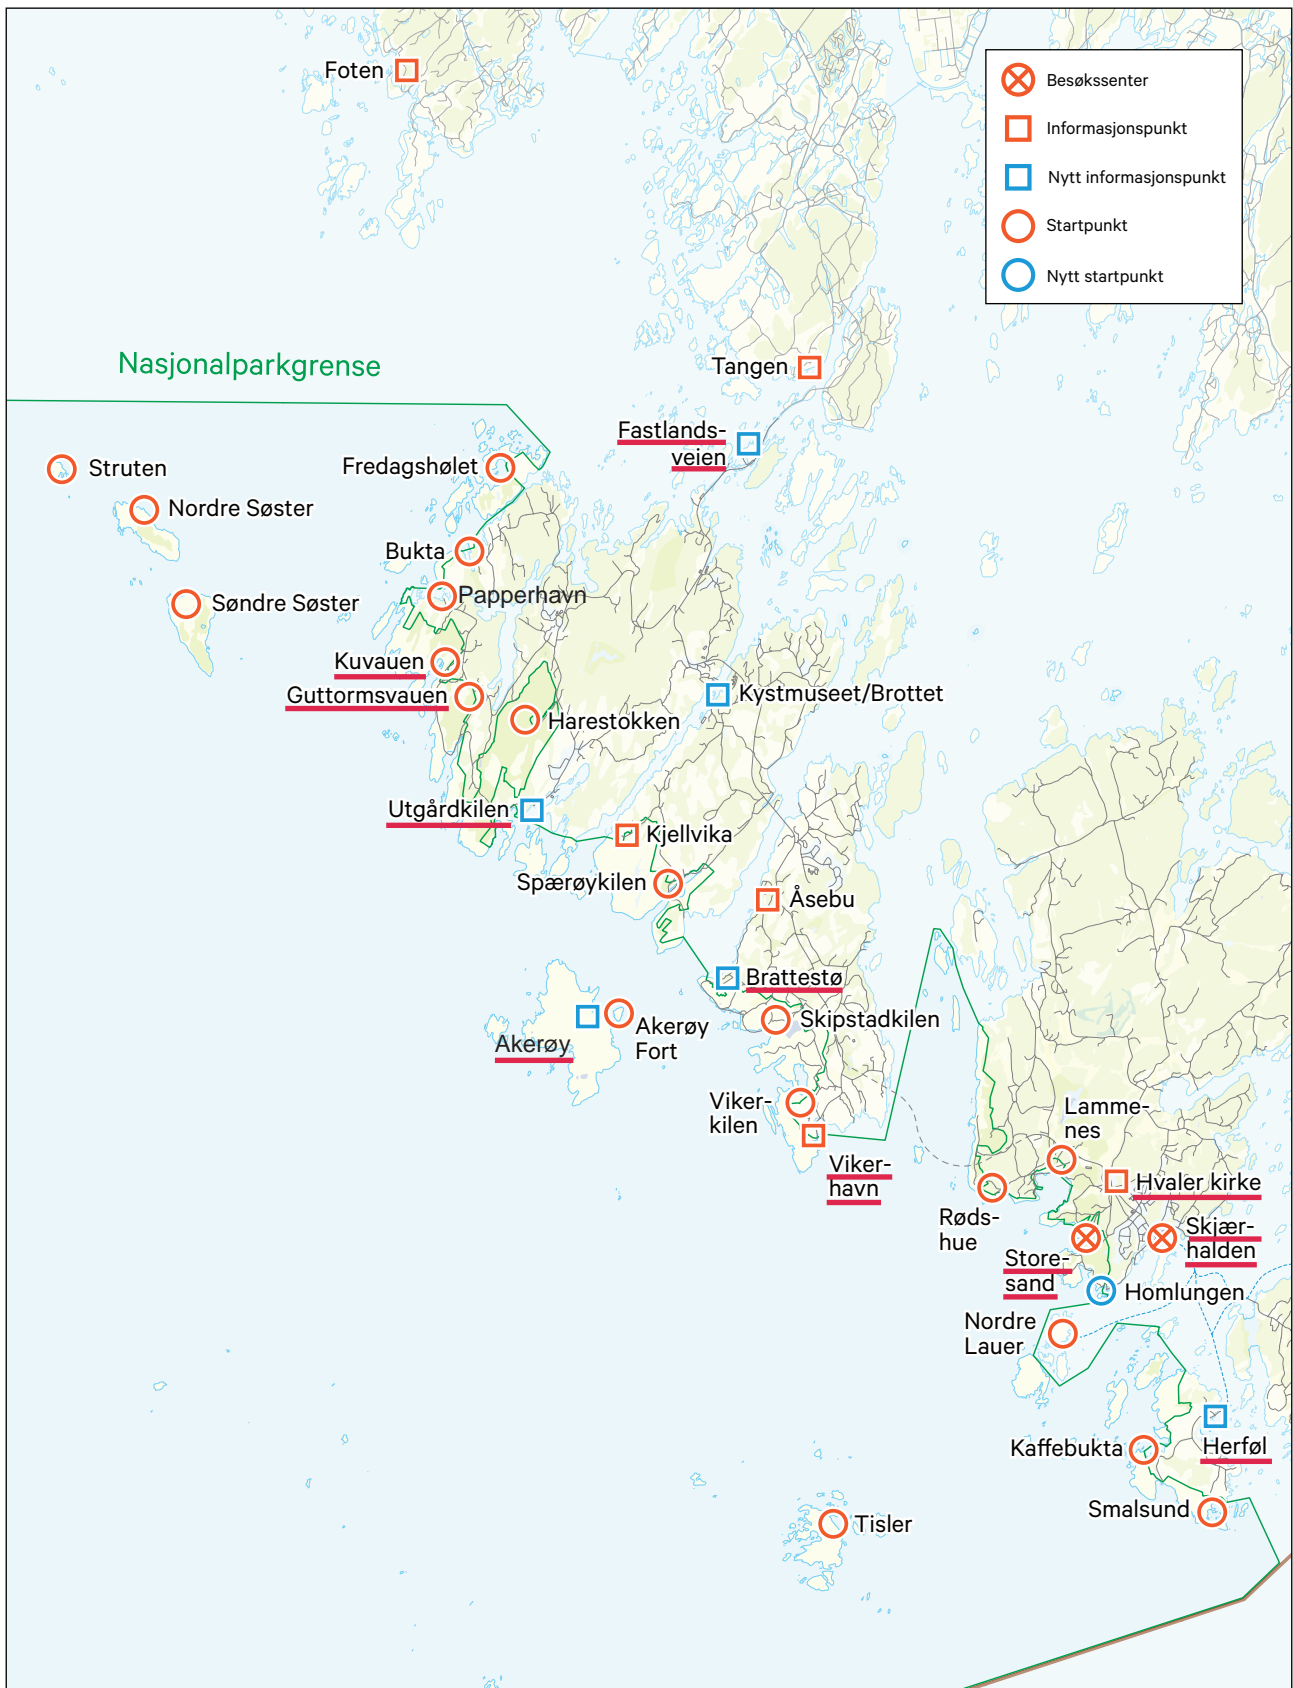 Foten
Besøkssenter
Informasjonspunkt
Nytt informasjonspunkt
Startpunkt
Nytt startpunkt
Nasjonalparkgrense
Tangen
Fastlands-
veien
Struten
Fredagshølet
Nordre Søster
Bukta
Papperhavn
Søndre Søster
Kuvauen
Guttormsvauen
Kystmuseet/Brottet
Harestokken
Utgårdkilen
Kjellvika
Spærøykilen
Åsebu
Brattestø
Skipstadkilen
Akerøy
Akerøy
Fort
Viker-
kilen
Lamme-
nes
Viker-
havn
Hvaler kirke
Røds-
hue
Skjær-
halden
Store-
sand
Homlungen
Nordre
Lauer
Kaffebukta
Herføl
Smalsund
Tisler